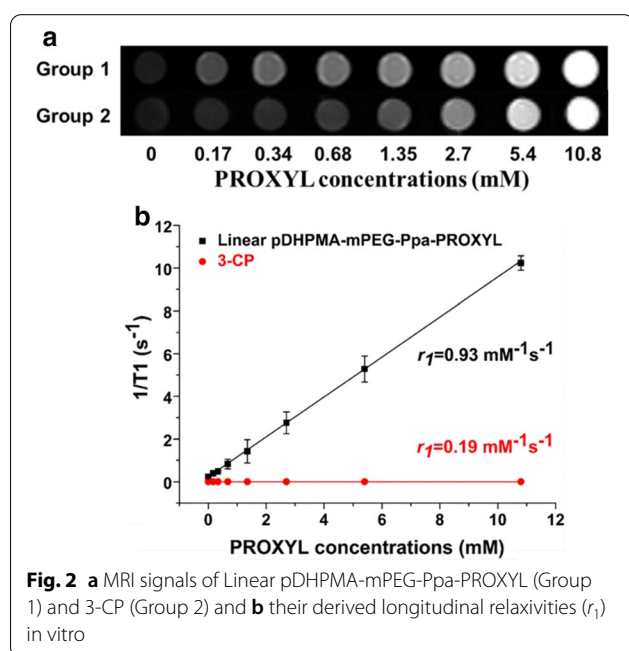 a
Group 1
Group 2
0 0.17 0.34 0.68 1.35 2.7 5.4 10.8
PROXYL concentrations (mM)
b
12
10
8
6
4
2
0
1/T1 (s⁻¹)
Linear pDHPMA-mPEG-Ppa-PROXYL
3-CP
r₁=0.93 mM⁻¹s⁻¹
r₁=0.19 mM⁻¹s⁻¹
0 2 4 6 8 10 12
PROXYL concentrations (mM)
Fig. 2 a MRI signals of Linear pDHPMA-mPEG-Ppa-PROXYL (Group
1) and 3-CP (Group 2) and b their derived longitudinal relaxivities (r₁)
in vitro